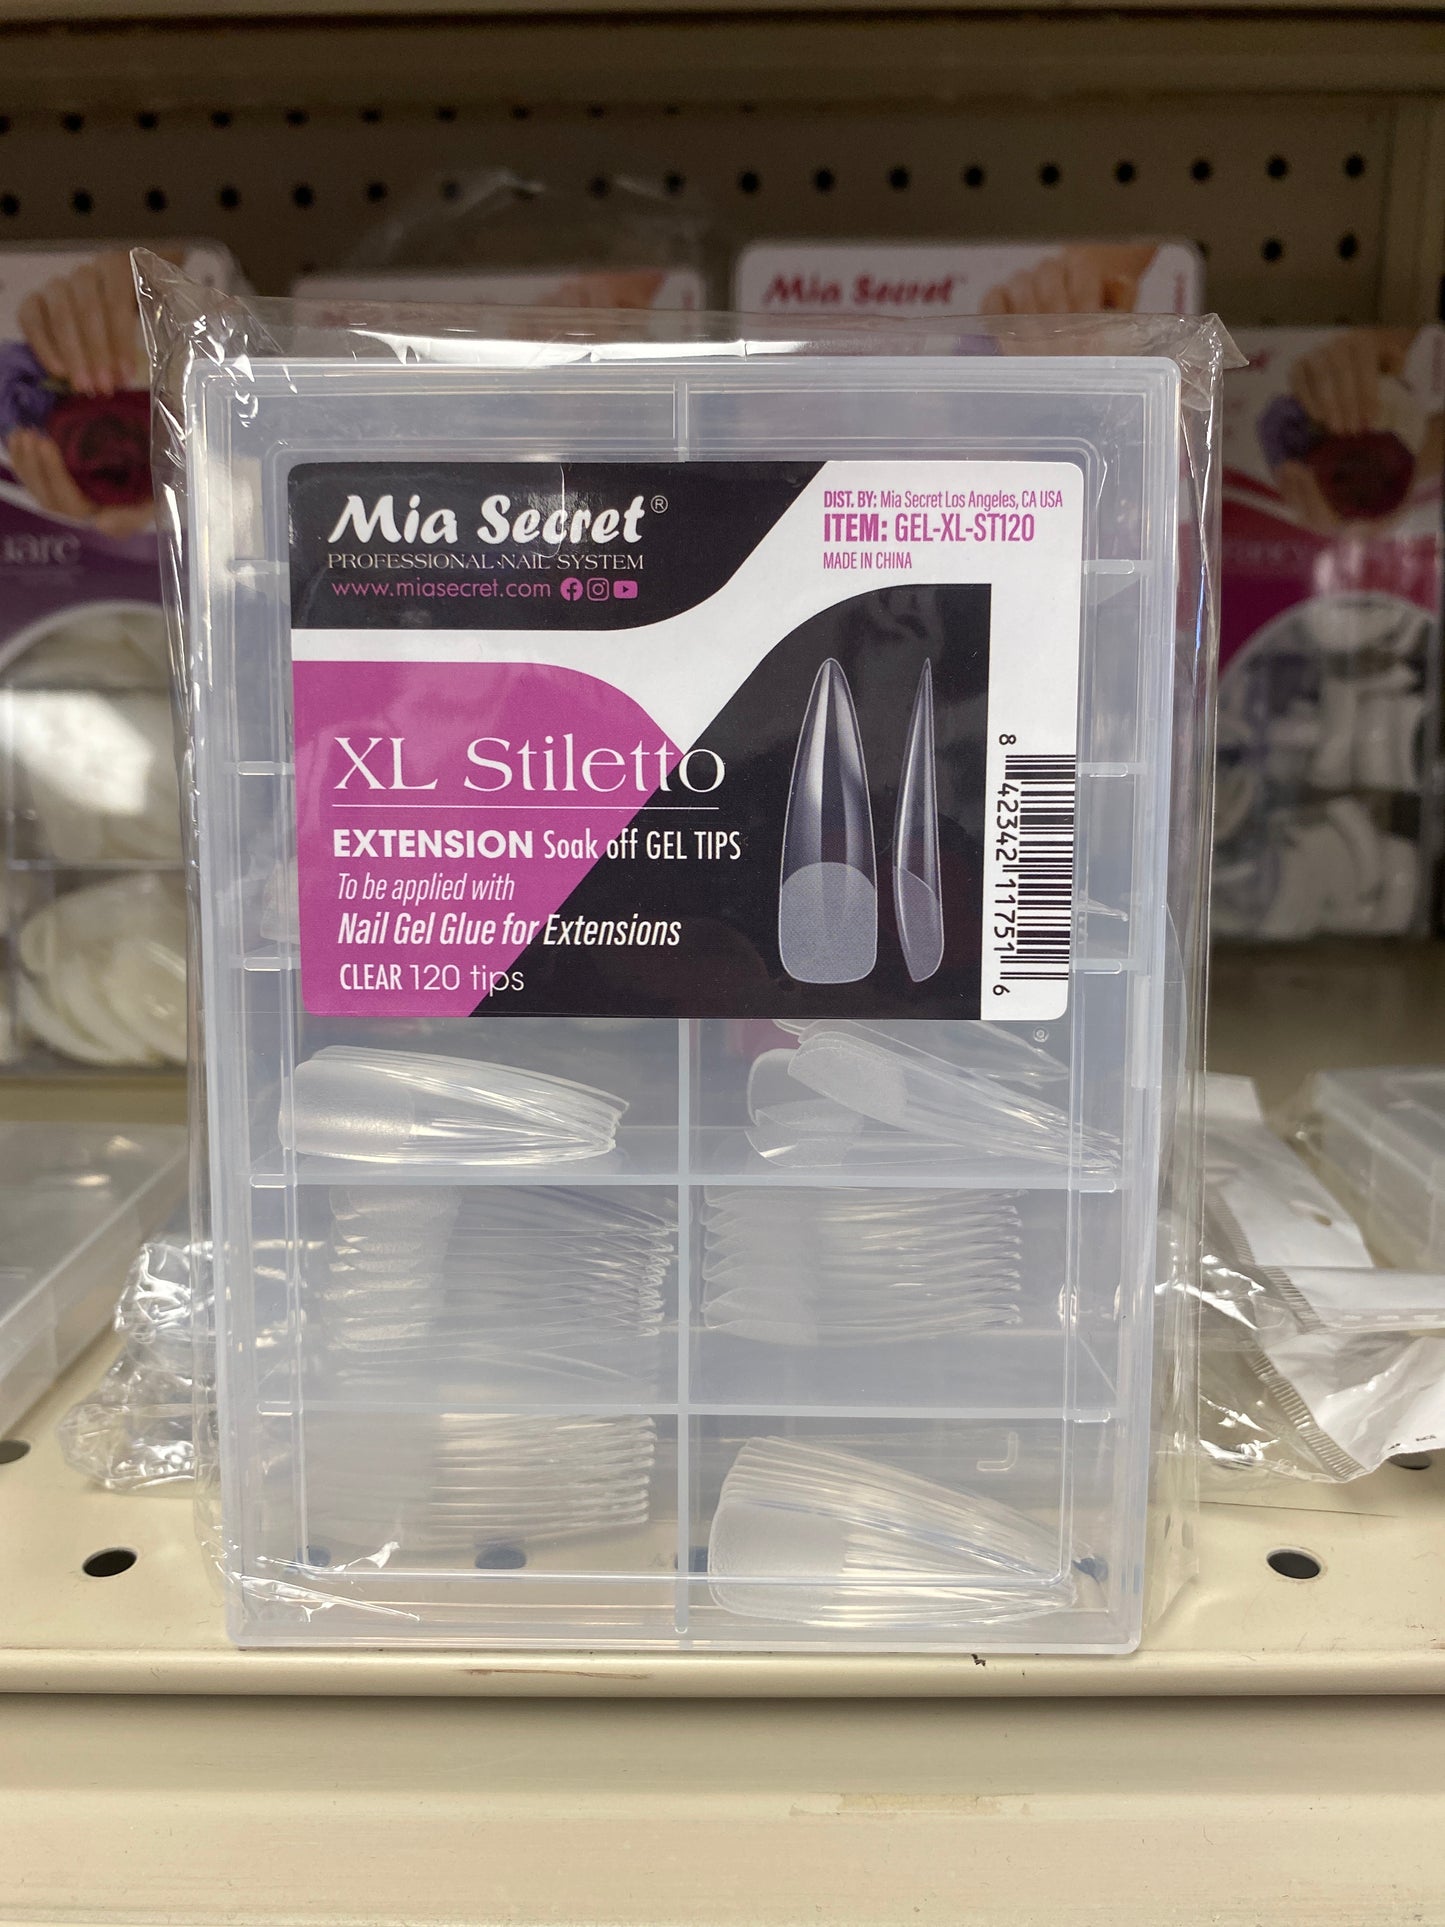 Mia Secret®
PROFESSIONAL NAIL SYSTEM
www.miasecret.com
DIST. BY: Mia Secret Los Angeles, CA USA
ITEM: GEL-XL-ST120
MADE IN CHINA
XL Stiletto
EXTENSION Soak off GEL TIPS
To be applied with
Nail Gel Glue for Extensions
CLEAR 120 tips
8 42342 11751 6
Mia Secret